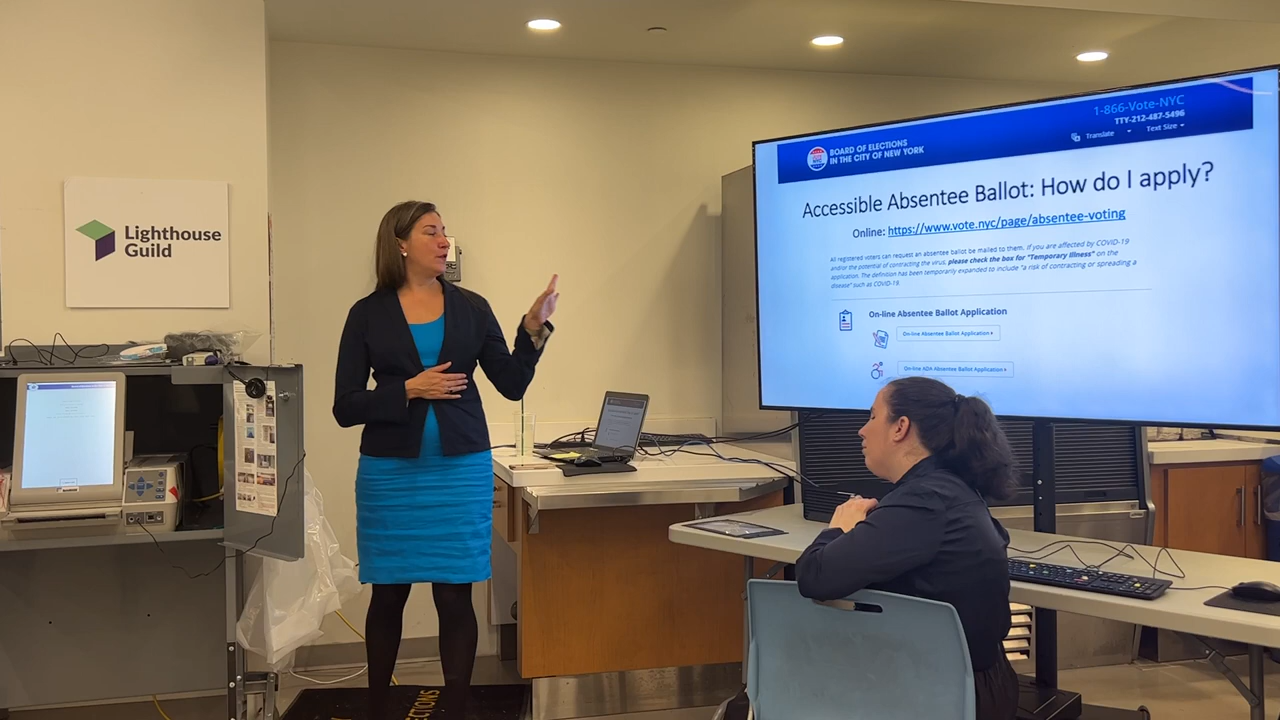 Lighthouse
Guild
1-866-Vote-NYC
TTY-212-487-5496
Translate
Text Size
BOARD OF ELECTIONS
IN THE CITY OF NEW YORK
Accessible Absentee Ballot: How do I apply?
Online: https://www.vote.nyc/page/absentee-voting
All registered voters can request an absentee ballot be mailed to them. If you are affected by COVID-19
and/or the potential of contracting the virus, please check the box for "Temporary Illness" on the
application. The definition has been temporarily expanded to include "a risk of contracting or spreading a
disease" such as COVID-19.
On-line Absentee Ballot Application
On-line Absentee Ballot Application
On-line ADA Absentee Ballot Application